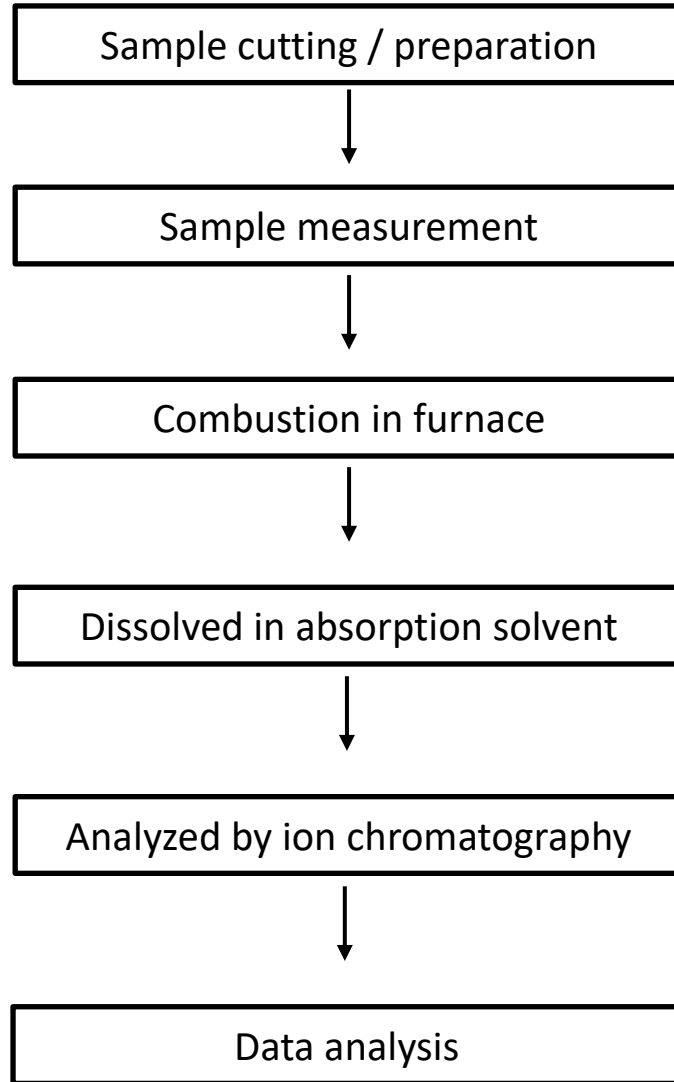 Sample cutting / preparation
Sample measurement
Combustion in furnace
Dissolved in absorption solvent
Analyzed by ion chromatography
Data analysis